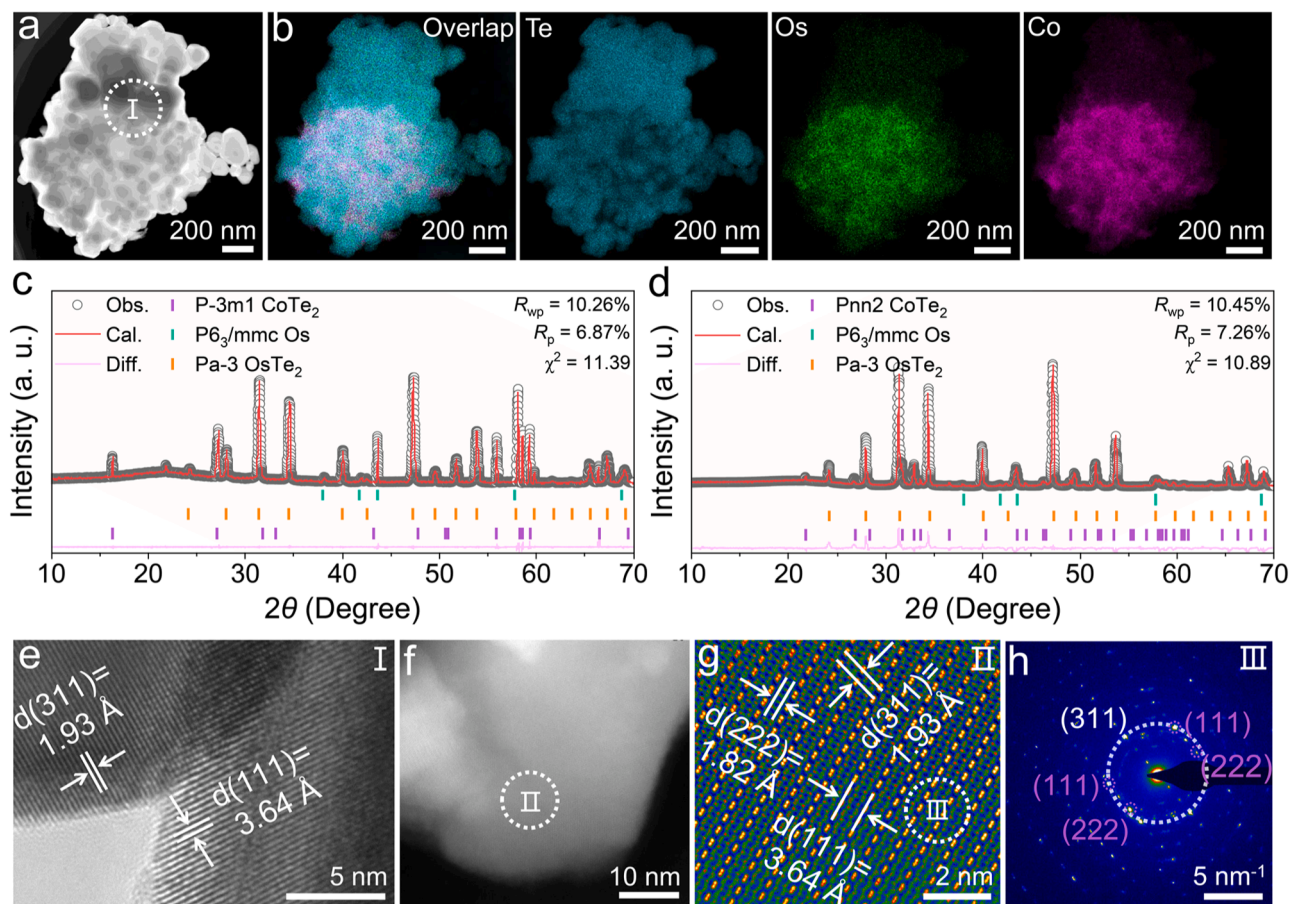 a
I
200 nm
b
Overlap
200 nm
Te
200 nm
Os
200 nm
Co
200 nm
c
Obs.
Cal.
Diff.
P-3m1 CoTe₂
P6₃/mmc Os
Pa-3 OsTe₂
R_wp = 10.26%
R_p = 6.87%
χ² = 11.39
Intensity (a. u.)
10 20 30 40 50 60 70
2θ (Degree)
d
Obs.
Cal.
Diff.
Pnn2 CoTe₂
P6₃/mmc Os
Pa-3 OsTe₂
R_wp = 10.45%
R_p = 7.26%
χ² = 10.89
Intensity (a. u.)
10 20 30 40 50 60 70
2θ (Degree)
e
I
d(311)=
1.93 Å
d(111)=
3.64 Å
5 nm
f
II
10 nm
g
II
d(222)=
1.82 Å
d(311)=
1.93 Å
d(111)=
3.64 Å
III
2 nm
h
III
(311)
(111)
(222)
(111)
(222)
5 nm⁻¹